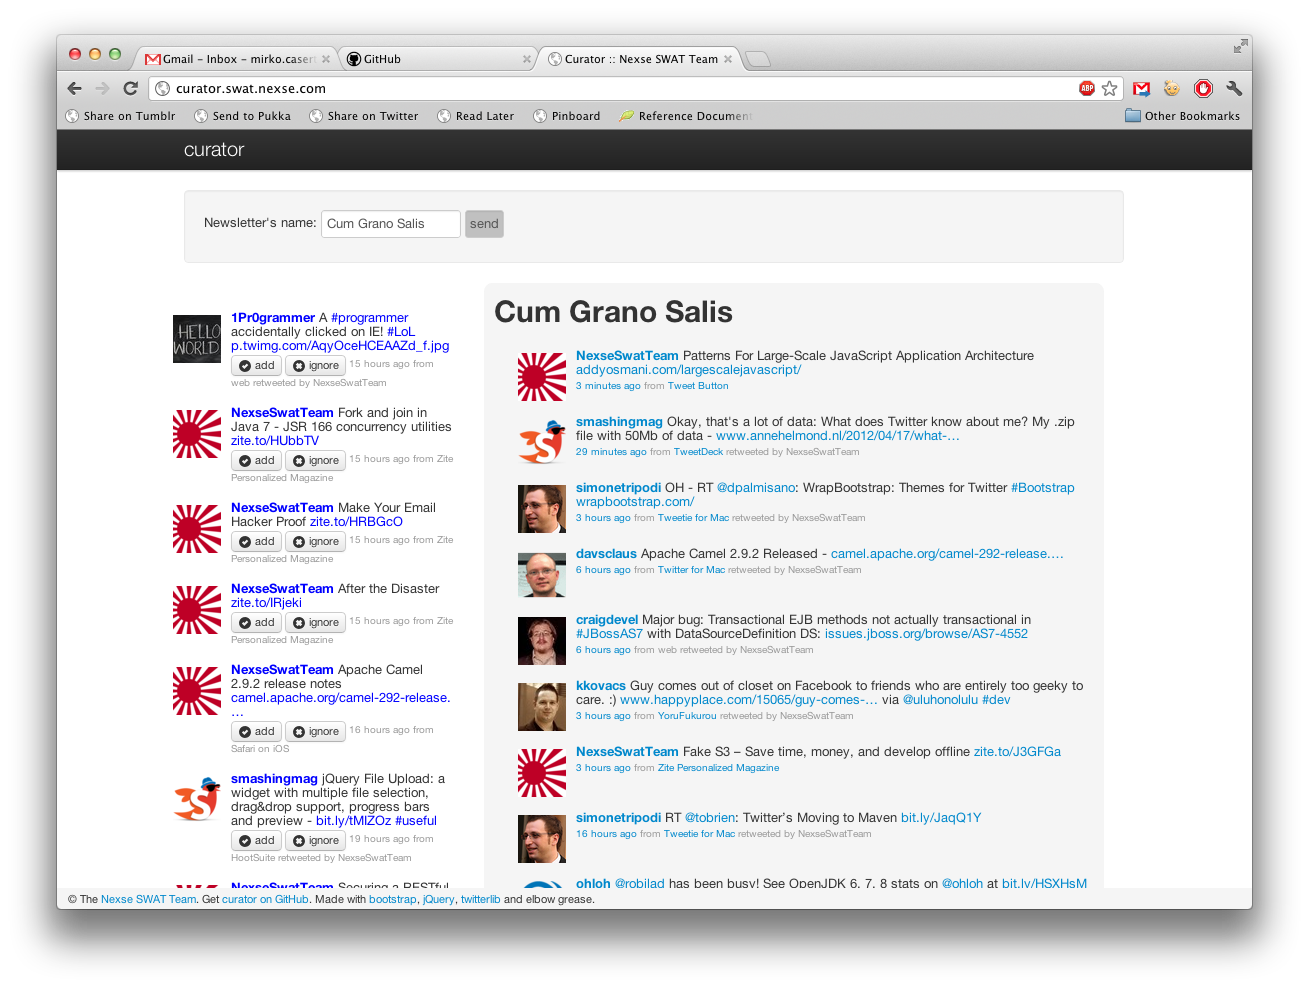 Gmail – Inbox – mirko.casert
GitHub
Curator :: Nexse SWAT Team
curator.swat.nexse.com
ABP
Share on Tumblr
Send to Pukka
Share on Twitter
Read Later
Pinboard
Reference Document
Other Bookmarks
curator
Newsletter's name: Cum Grano Salis send
HELLO
WORLD
1Pr0grammer A #programmer
accidentally clicked on IE! #LoL
p.twimg.com/AqyOceHCEAAZd_f.jpg
add ignore 15 hours ago from
web retweeted by NexseSwatTeam
NexseSwatTeam Fork and join in
Java 7 - JSR 166 concurrency utilities
zite.to/HUbbTV
add ignore 15 hours ago from Zite
Personalized Magazine
NexseSwatTeam Make Your Email
Hacker Proof zite.to/HRBGcO
add ignore 15 hours ago from Zite
Personalized Magazine
NexseSwatTeam After the Disaster
zite.to/IRjeki
add ignore 15 hours ago from Zite
Personalized Magazine
NexseSwatTeam Apache Camel
2.9.2 release notes
camel.apache.org/camel-292-release.
…
add ignore 16 hours ago from
Safari on iOS
smashingmag jQuery File Upload: a
widget with multiple file selection,
drag&drop support, progress bars
and preview - bit.ly/tMIZOz #useful
add ignore 19 hours ago from
HootSuite retweeted by NexseSwatTeam
NexseSwatTeam Securing a RESTful
Cum Grano Salis
NexseSwatTeam Patterns For Large-Scale JavaScript Application Architecture
addyosmani.com/largescalejavascript/
3 minutes ago from Tweet Button
smashingmag Okay, that's a lot of data: What does Twitter know about me? My .zip
file with 50Mb of data - www.annehelmond.nl/2012/04/17/what-…
29 minutes ago from TweetDeck retweeted by NexseSwatTeam
simonetripodi OH - RT @dpalmisano: WrapBootstrap: Themes for Twitter #Bootstrap
wrapbootstrap.com/
3 hours ago from Tweetie for Mac retweeted by NexseSwatTeam
davsclaus Apache Camel 2.9.2 Released - camel.apache.org/camel-292-release.…
6 hours ago from Twitter for Mac retweeted by NexseSwatTeam
craigdevel Major bug: Transactional EJB methods not actually transactional in
#JBossAS7 with DataSourceDefinition DS: issues.jboss.org/browse/AS7-4552
6 hours ago from web retweeted by NexseSwatTeam
kkovacs Guy comes out of closet on Facebook to friends who are entirely too geeky to
care. :) www.happyplace.com/15065/guy-comes-… via @uluhonolulu #dev
3 hours ago from YoruFukurou retweeted by NexseSwatTeam
NexseSwatTeam Fake S3 – Save time, money, and develop offline zite.to/J3GFGa
3 hours ago from Zite Personalized Magazine
simonetripodi RT @tobrien: Twitter's Moving to Maven bit.ly/JaqQ1Y
16 hours ago from Tweetie for Mac retweeted by NexseSwatTeam
ohloh @robilad has been busy! See OpenJDK 6, 7, 8 stats on @ohloh at bit.ly/HSXHsM
© The Nexse SWAT Team. Get curator on GitHub. Made with bootstrap, jQuery, twitterlib and elbow grease.